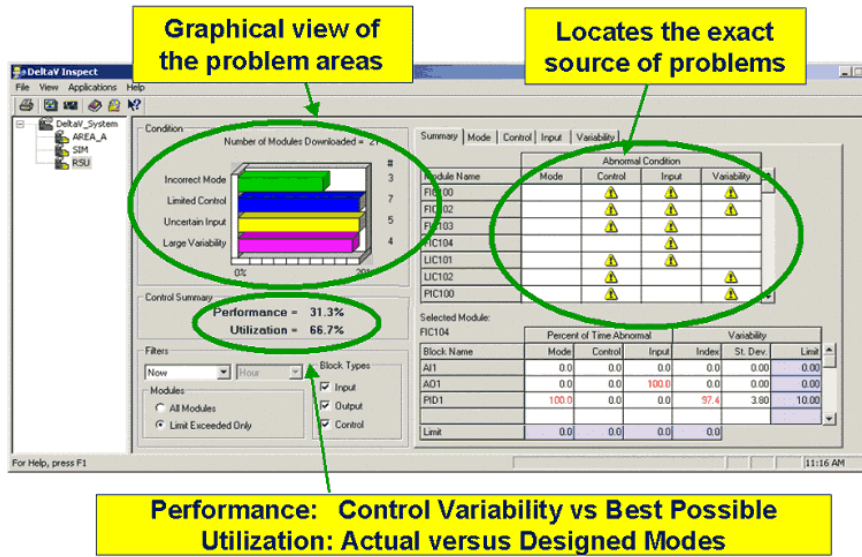 Graphical view of
the problem areas
Locates the exact
source of problems
DeltaV Inspect
File View Applications Help
DeltaV_System
AREA_A
SIM
RSU
Condition
Number of Modules Downloaded =
#
Incorrect Mode 3
Limited Control 7
Uncertain Input 5
Large Variability 4
0%
Control Summary
Performance = 31.3%
Utilization = 66.7%
Filters
Now Hour
Modules
All Modules
Limit Exceeded Only
Block Types
Input
Output
Control
Summary Mode Control Input Variability
Abnormal Condition
Module Name Mode Control Input Variability
FIC100
FIC102
FIC103
FIC104
LIC101
LIC102
PIC100
Selected Module:
FIC104
Percent of Time Abnormal Variability
Block Name Mode Control Input Index St. Dev. Limit
AI1 0.0 0.0 0.0 0.0 0.00 0.00
AO1 0.0 0.0 100.0 0.0 0.00 0.00
PID1 100.0 0.0 0.0 97.4 3.80 10.00
Limit 0.0 0.0 0.0 0.0
For Help, press F1
11:16 AM
Performance: Control Variability vs Best Possible
Utilization: Actual versus Designed Modes